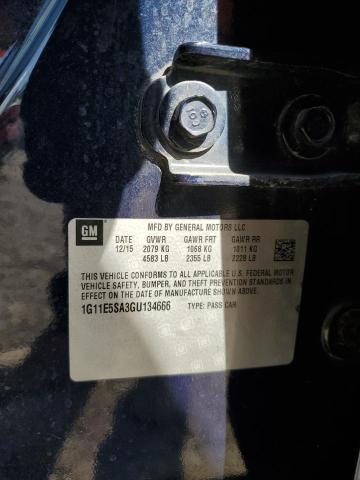 GM
MFD BY GENERAL MOTORS LLC
DATE GVWR GAWR FRT GAWR RR
12/15 2079 KG 1068 KG 1011 KG
4583 LB 2355 LB 2228 LB
THIS VEHICLE CONFORMS TO ALL APPLICABLE U.S. FEDERAL MOTOR
VEHICLE SAFETY, BUMPER, AND THEFT PREVENTION STANDARDS
IN EFFECT ON THE DATE OF MANUFACTURE SHOWN ABOVE.
1G11E5SA3GU134666 TYPE: PASS CAR